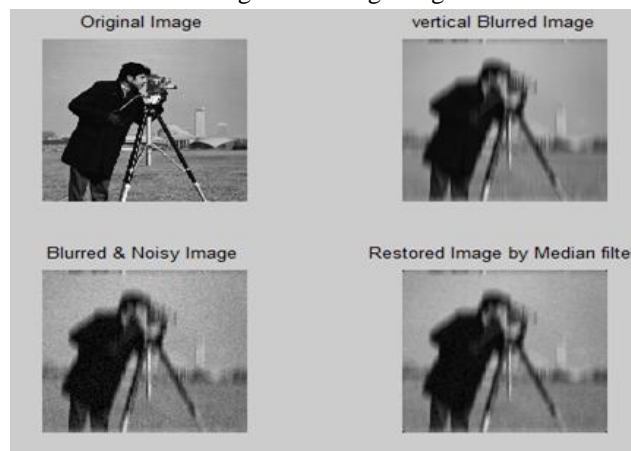 Original Image
vertical Blurred Image
Blurred & Noisy Image
Restored Image by Median filte